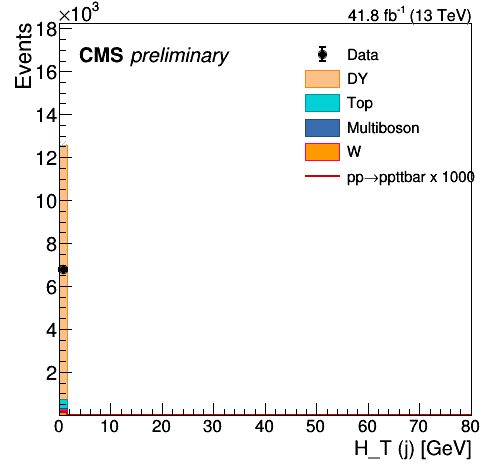 ×10³
41.8 fb⁻¹ (13 TeV)
CMS preliminary
Events
18
16
14
12
10
8
6
4
2
Data
DY
Top
Multiboson
W
pp→ppttbar x 1000
0 10 20 30 40 50 60 70 80
H_T (j) [GeV]